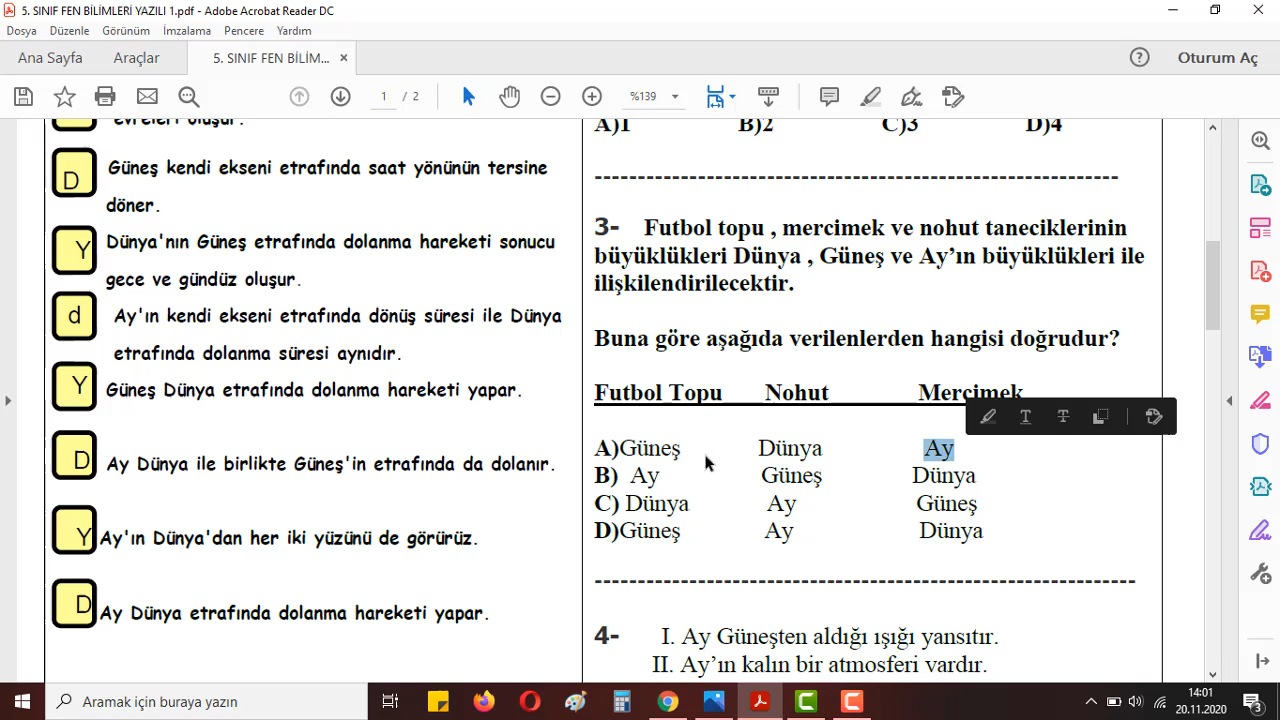 5. SINIF FEN BİLİMLERİ YAZILI 1.pdf - Adobe Acrobat Reader DC
Dosya Düzenle Görünüm İmzalama Pencere Yardım
Ana Sayfa Araçlar 5. SINIF FEN BİLİM... × ? Oturum Aç
1 / 2 %139
evreleri oluşur.
D Güneş kendi ekseni etrafında saat yönünün tersine
döner.
Y Dünya'nın Güneş etrafında dolanma hareketi sonucu
gece ve gündüz oluşur.
d Ay'ın kendi ekseni etrafında dönüş süresi ile Dünya
etrafında dolanma süresi aynıdır.
Y Güneş Dünya etrafında dolanma hareketi yapar.
D Ay Dünya ile birlikte Güneş'in etrafında da dolanır.
Y Ay'ın Dünya'dan her iki yüzünü de görürüz.
D Ay Dünya etrafında dolanma hareketi yapar.
A)1 B)2 C)3 D)4
3- Futbol topu , mercimek ve nohut taneciklerinin
büyüklükleri Dünya , Güneş ve Ay’ın büyüklükleri ile
ilişkilendirilecektir.
Buna göre aşağıda verilenlerden hangisi doğrudur?
Futbol Topu Nohut Mercimek
A)Güneş Dünya Ay
B) Ay Güneş Dünya
C) Dünya Ay Güneş
D)Güneş Ay Dünya
4- I. Ay Güneşten aldığı ışığı yansıtır.
II. Ay’ın kalın bir atmosferi vardır.
Aramak için buraya yazın
14:01
20.11.2020
3